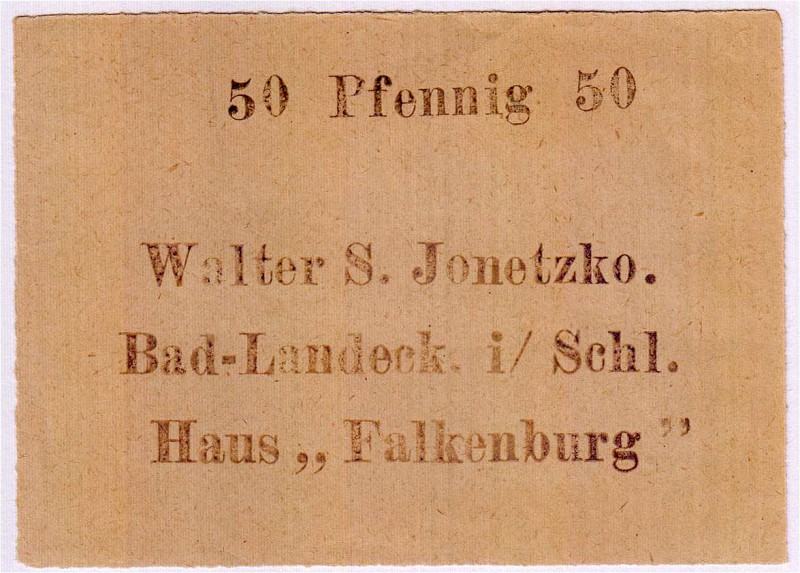 50 Pfennig 50
Walter S. Jonetzko.
Bad-Landeck. i/ Schl.
Haus „ Falkenburg ”